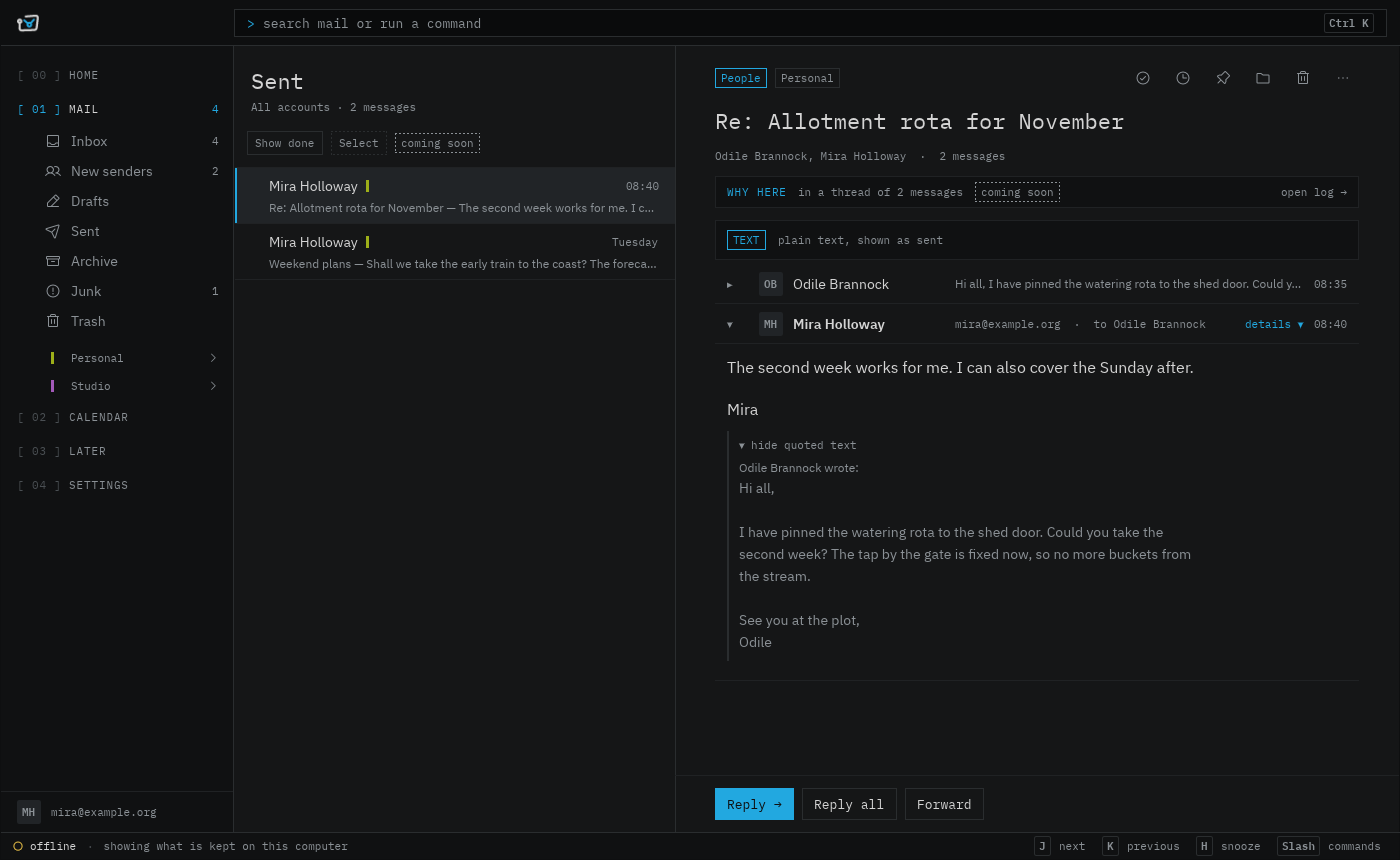 > search mail or run a command Ctrl K
[ 00 ] HOME
[ 01 ] MAIL 4
Inbox 4
New senders 2
Drafts
Sent
Archive
Junk 1
Trash
Personal
Studio
[ 02 ] CALENDAR
[ 03 ] LATER
[ 04 ] SETTINGS
MH mira@example.org
Sent
All accounts · 2 messages
Show done Select coming soon
Mira Holloway 08:40
Re: Allotment rota for November — The second week works for me. I c…
Mira Holloway Tuesday
Weekend plans — Shall we take the early train to the coast? The foreca…
People Personal
Re: Allotment rota for November
Odile Brannock, Mira Holloway · 2 messages
WHY HERE in a thread of 2 messages coming soon open log →
TEXT plain text, shown as sent
▸ OB Odile Brannock Hi all, I have pinned the watering rota to the shed door. Could y… 08:35
▾ MH Mira Holloway mira@example.org · to Odile Brannock details ▾ 08:40
The second week works for me. I can also cover the Sunday after.
Mira
▾ hide quoted text
Odile Brannock wrote:
Hi all,
I have pinned the watering rota to the shed door. Could you take the
second week? The tap by the gate is fixed now, so no more buckets from
the stream.
See you at the plot,
Odile
Reply → Reply all Forward
offline · showing what is kept on this computer
J next K previous H snooze Slash commands